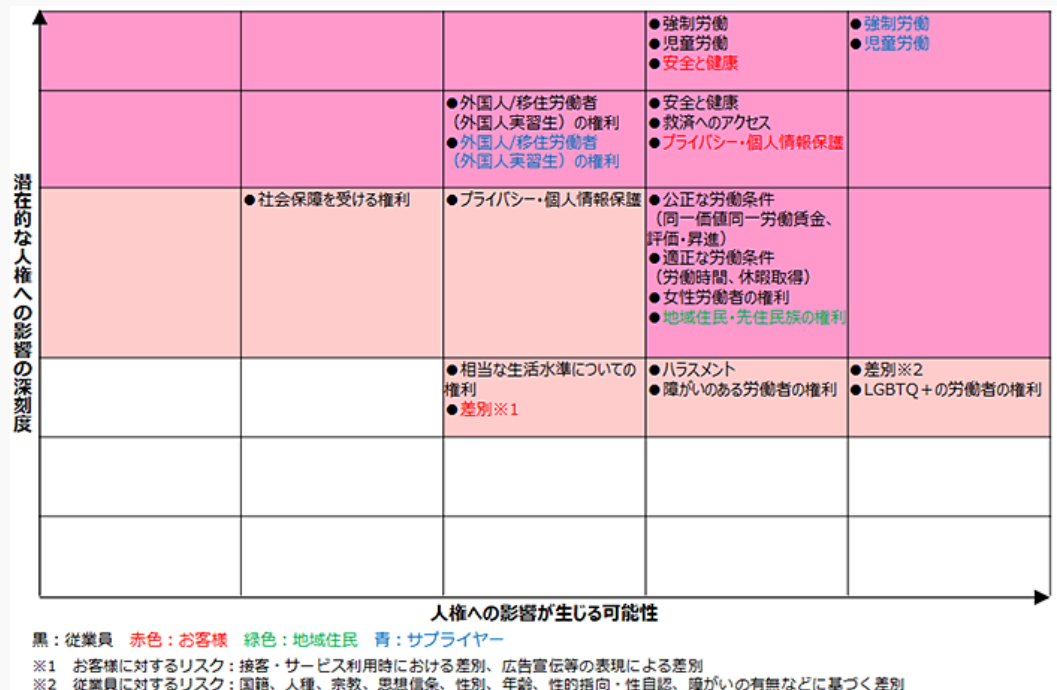 ●強制労働
●児童労働
●安全と健康
●強制労働
●児童労働
●外国人/移住労働者
（外国人実習生）の権利
●外国人/移住労働者
（外国人実習生）の権利
●安全と健康
●救済へのアクセス
●プライバシー・個人情報保護
●社会保障を受ける権利
●プライバシー・個人情報保護
●公正な労働条件
（同一価値同一労働賃金、
評価・昇進）
●適正な労働条件
（労働時間、休暇取得）
●女性労働者の権利
●地域住民・先住民族の権利
●相当な生活水準についての
権利
●差別※1
●ハラスメント
●障がいのある労働者の権利
●差別※2
●LGBTQ＋の労働者の権利
潜在的な人権への影響の深刻度
人権への影響が生じる可能性
黒：従業員　赤色：お客様　緑色：地域住民　青：サプライヤー
※1　お客様に対するリスク：接客・サービス利用時における差別、広告宣伝等の表現による差別
※2　従業員に対するリスク：国籍、人種、宗教、思想信条、性別、年齢、性的指向・性自認、障がいの有無などに基づく差別